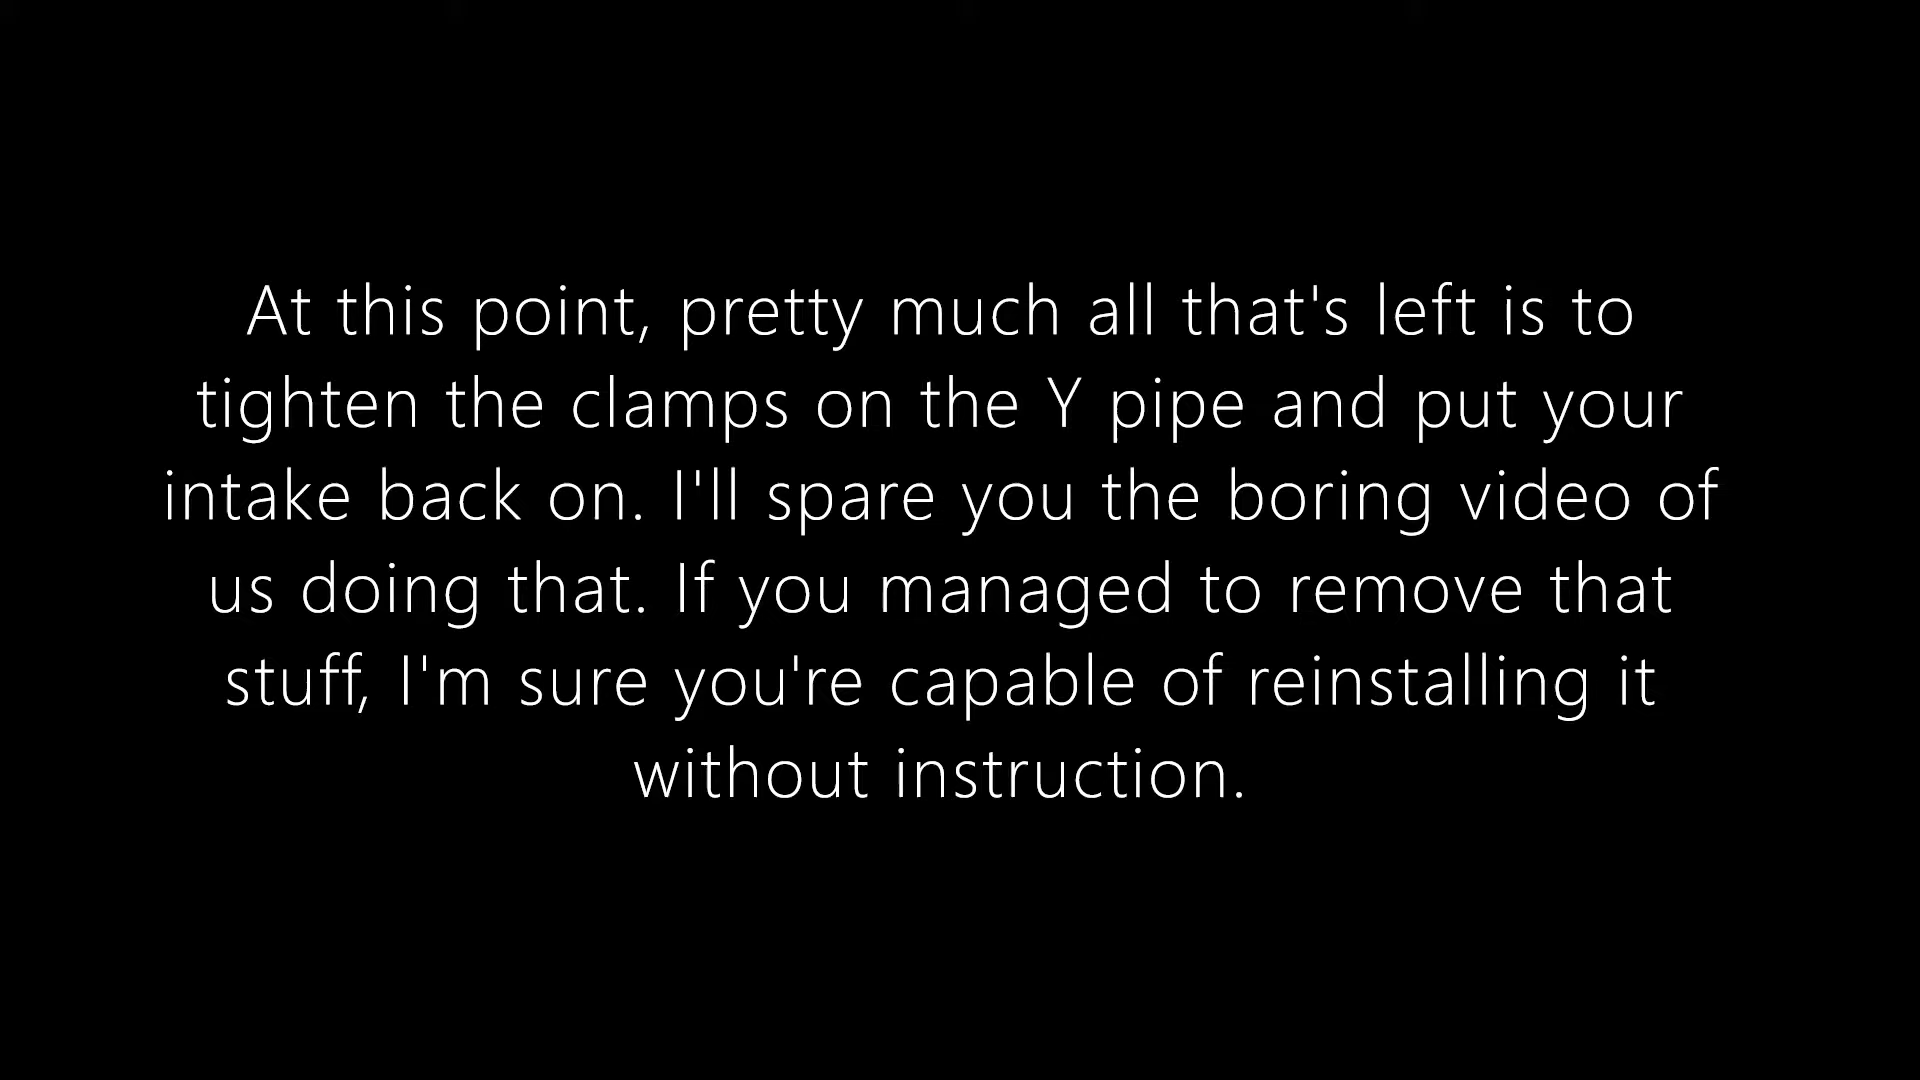 At this point, pretty much all that's left is to
tighten the clamps on the Y pipe and put your
intake back on. I'll spare you the boring video of
us doing that. If you managed to remove that
stuff, I'm sure you're capable of reinstalling it
without instruction.